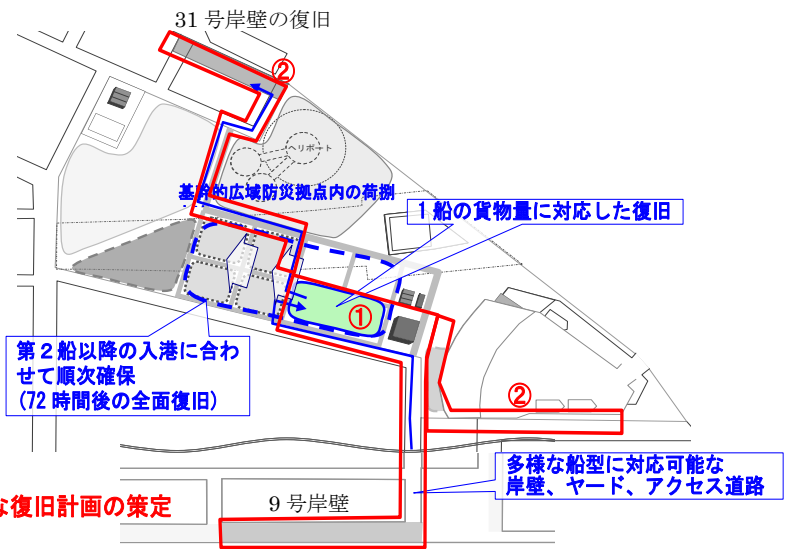 31 号岸壁の復旧
②
ヘリポート
基幹的広域防災拠点内の荷捌
1 船の貨物量に対応した復旧
①
第２船以降の入港に合わ
せて順次確保
(72 時間後の全面復旧)
②
多様な船型に対応可能な
岸壁、ヤード、アクセス道路
な復旧計画の策定
9 号岸壁